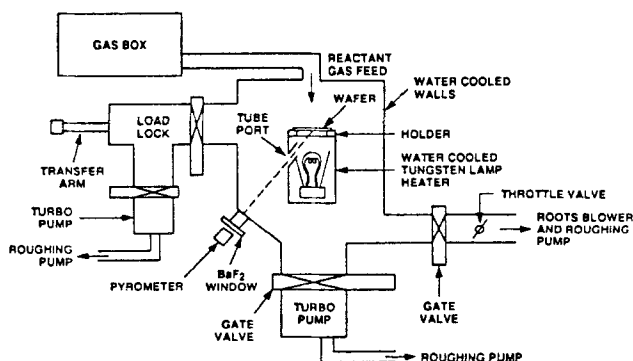 GAS BOX
REACTANT
GAS FEED
WATER COOLED
WALLS
WAFER
TUBE
PORT
LOAD
LOCK
HOLDER
TRANSFER
ARM
WATER COOLED
TUNGSTEN LAMP
HEATER
THROTTLE VALVE
TURBO
PUMP
ROOTS BLOWER
AND ROUGHING
PUMP
ROUGHING
PUMP
PYROMETER
BaF2
WINDOW
GATE
VALVE
TURBO
PUMP
GATE
VALVE
ROUGHING PUMP